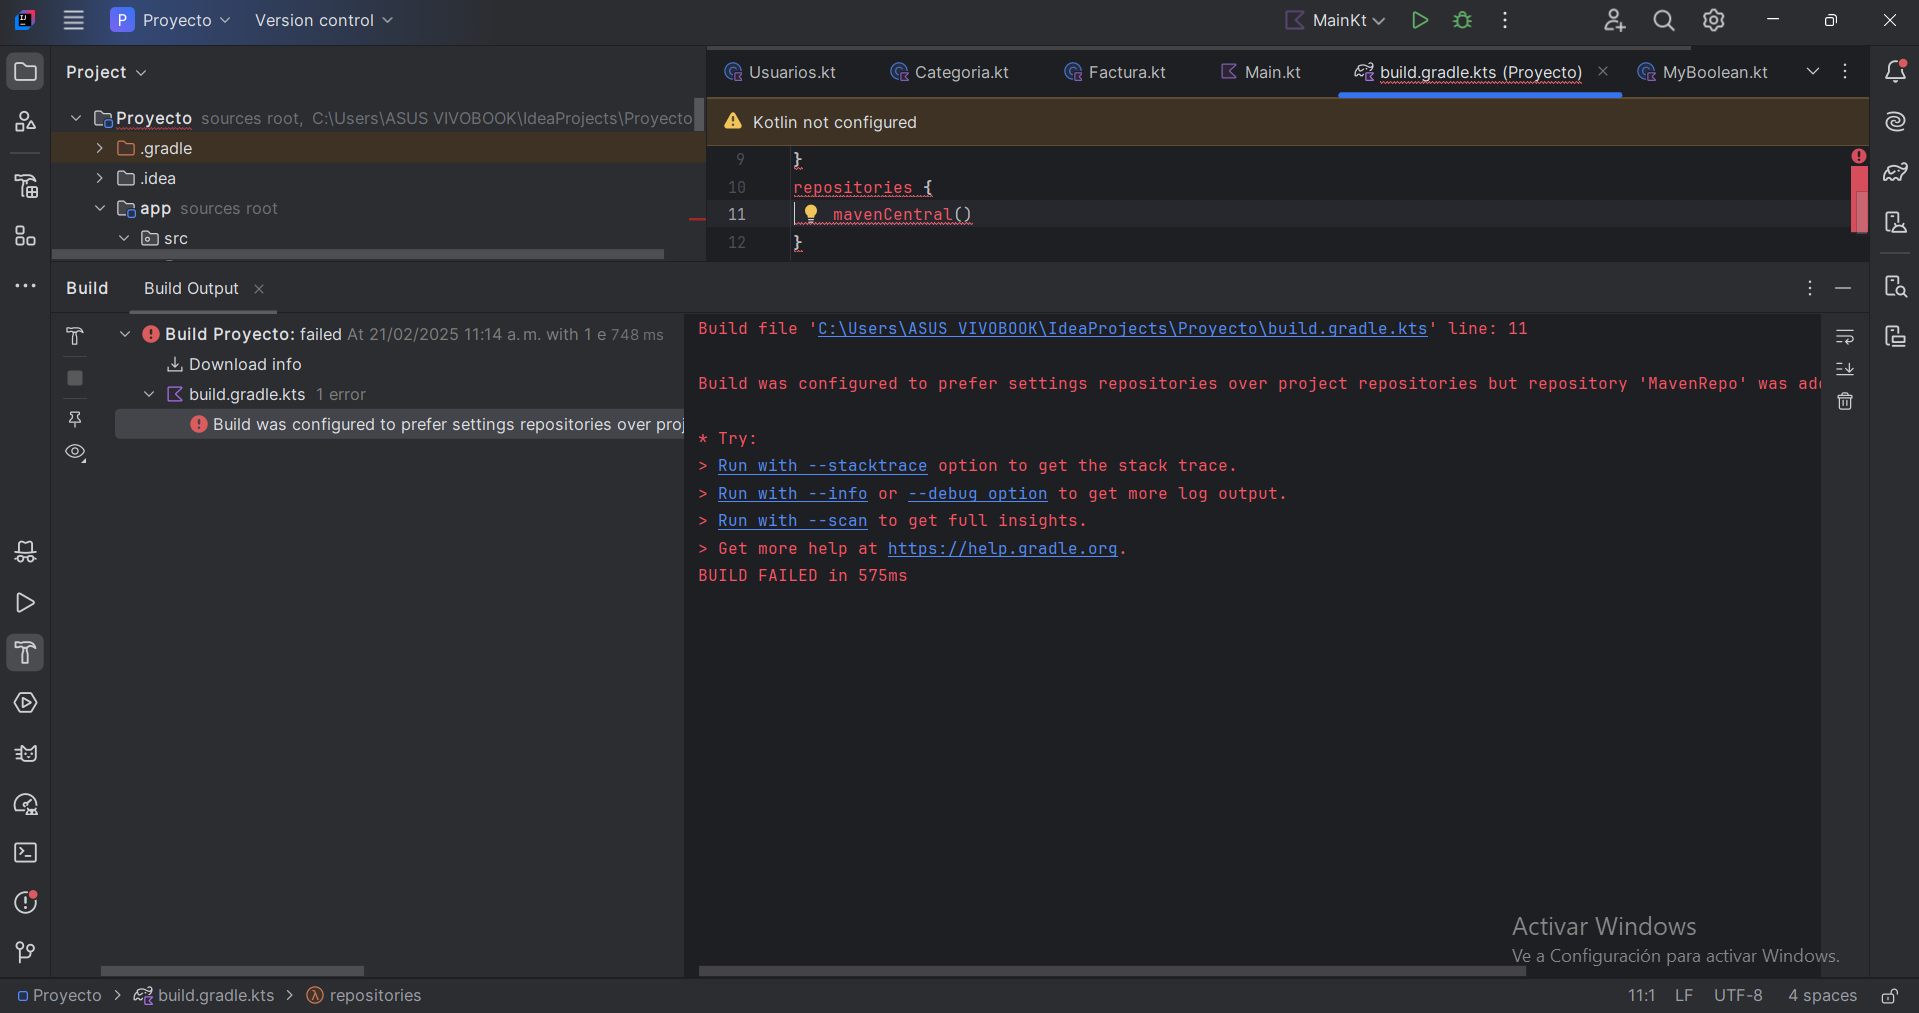 P Proyecto Version control MainKt
Project
Usuarios.kt Categoria.kt Factura.kt Main.kt build.gradle.kts (Proyecto) MyBoolean.kt
Proyecto sources root, C:\Users\ASUS VIVOBOOK\IdeaProjects\Proyecto
.gradle
.idea
app sources root
src
Kotlin not configured
9 }
10 repositories {
11 mavenCentral()
12 }
Build Build Output
Build Proyecto: failed At 21/02/2025 11:14 a. m. with 1 e 748 ms
Download info
build.gradle.kts 1 error
Build was configured to prefer settings repositories over proj
Build file 'C:\Users\ASUS VIVOBOOK\IdeaProjects\Proyecto\build.gradle.kts' line: 11
Build was configured to prefer settings repositories over project repositories but repository 'MavenRepo' was ad
* Try:
> Run with --stacktrace option to get the stack trace.
> Run with --info or --debug option to get more log output.
> Run with --scan to get full insights.
> Get more help at https://help.gradle.org.
BUILD FAILED in 575ms
Activar Windows
Ve a Configuración para activar Windows.
Proyecto > build.gradle.kts > repositories
11:1 LF UTF-8 4 spaces